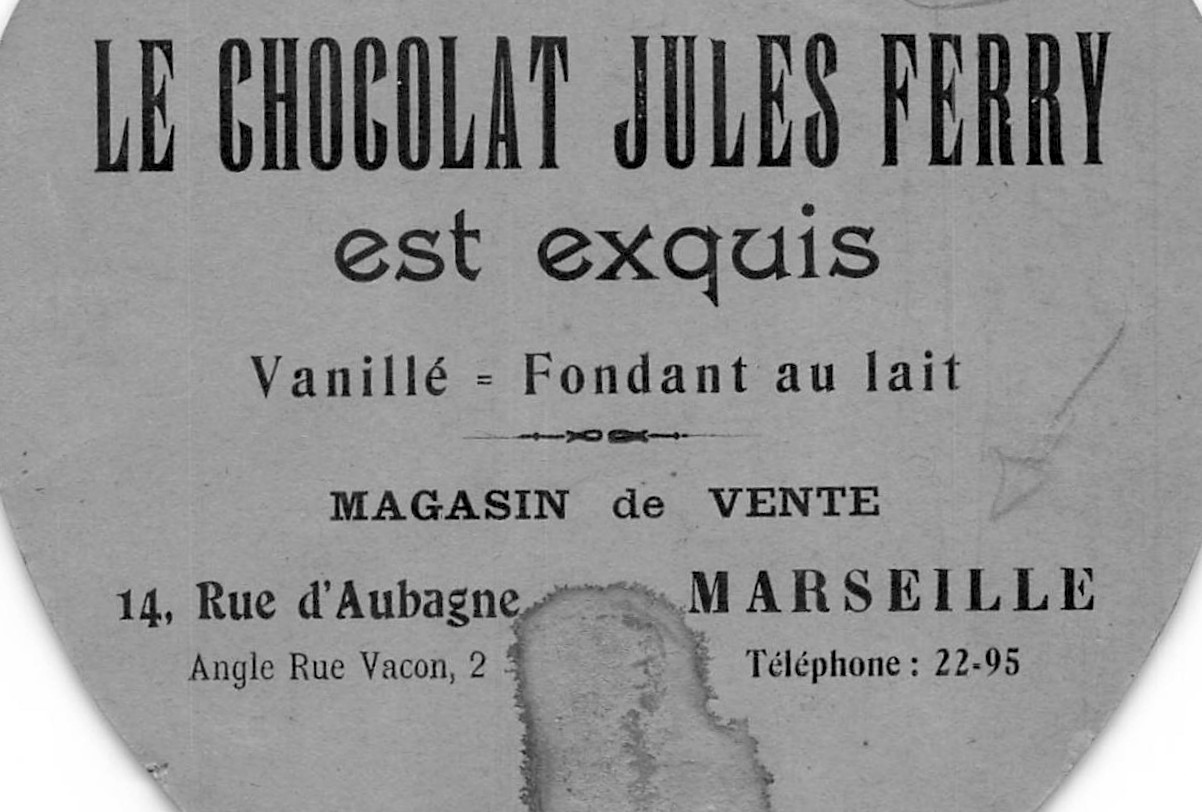 LE CHOCOLAT JULES FERRY
est exquis
Vanillé = Fondant au lait
MAGASIN de VENTE
14, Rue d'Aubagne MARSEILLE
Angle Rue Vacon, 2 Téléphone : 22-95